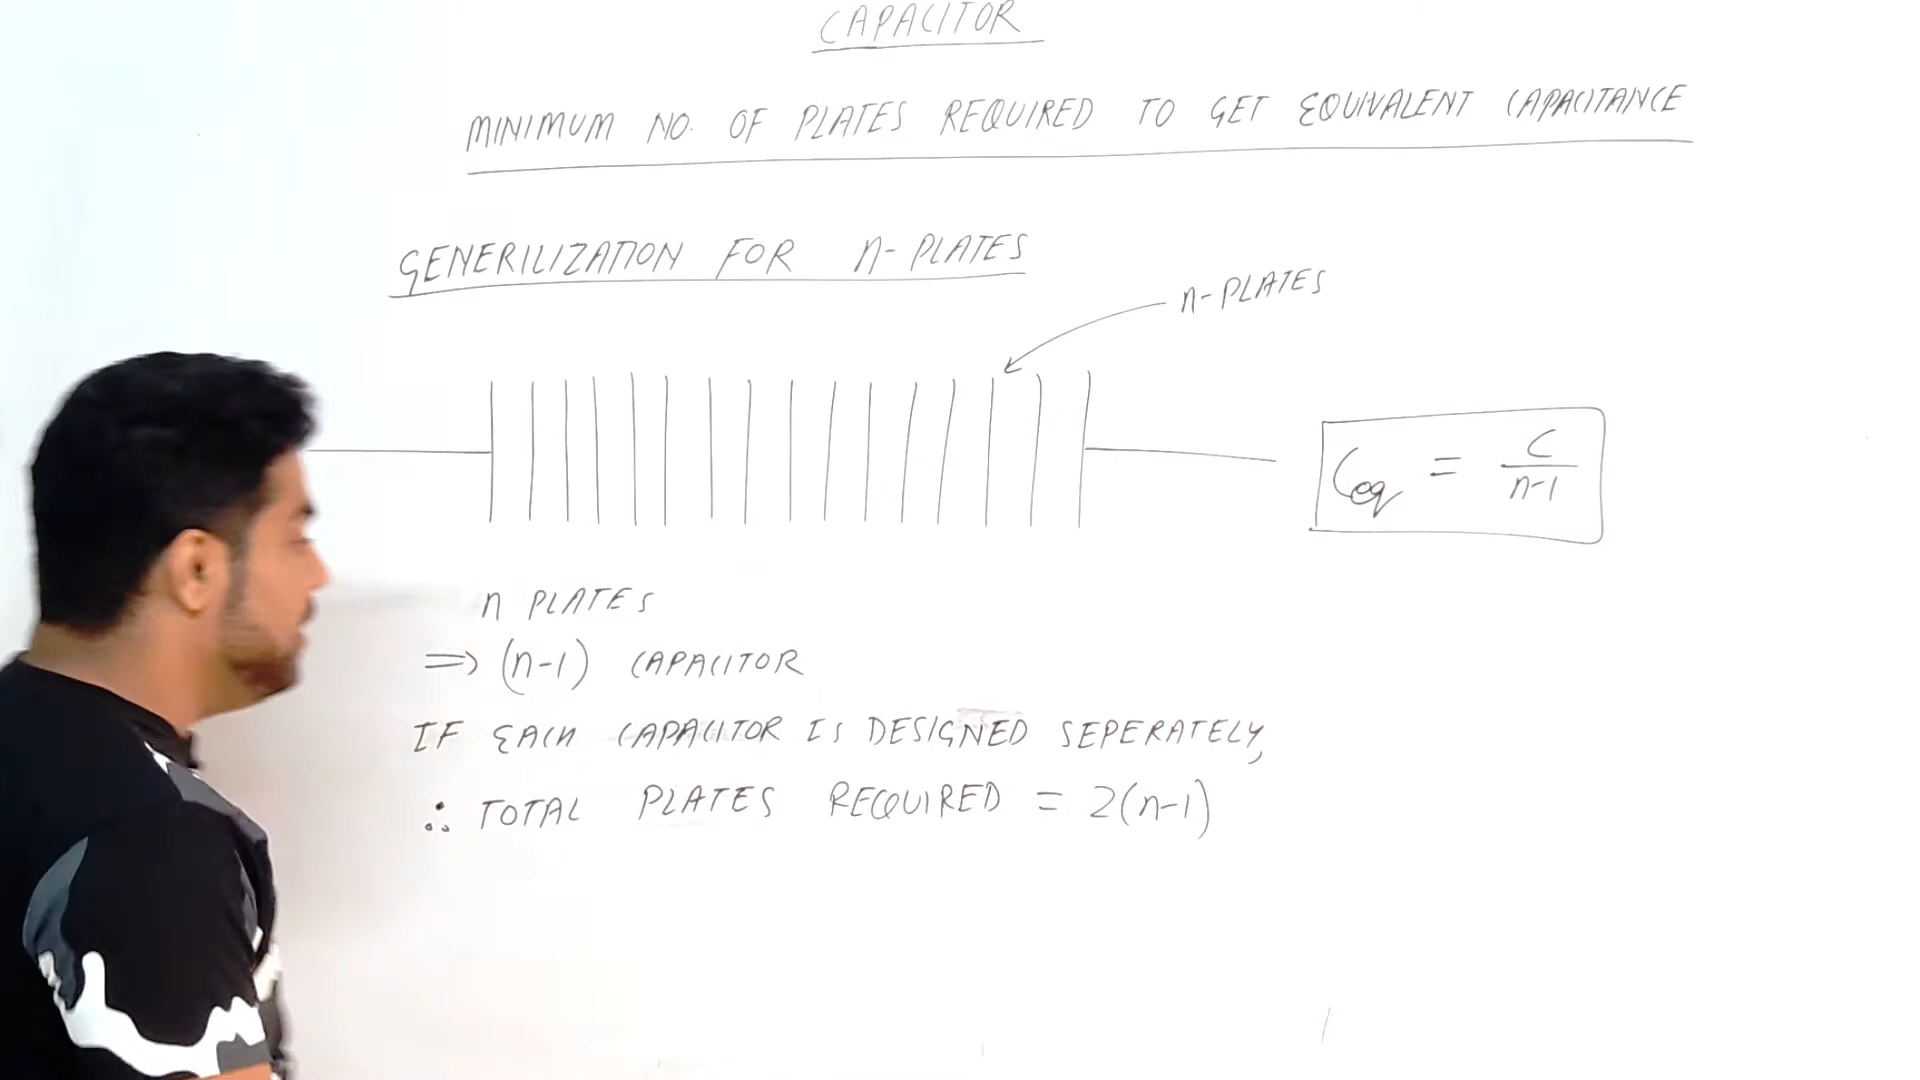 CAPACITOR
MINIMUM NO. OF PLATES REQUIRED TO GET EQUIVALENT CAPACITANCE
GENERILIZATION FOR n-PLATES
n-PLATES
Ceq = C/n-1
n PLATES
⇒ (n-1) CAPACITOR
IF EACH CAPACITOR IS DESIGNED SEPERATELY,
∴ TOTAL PLATES REQUIRED = 2(n-1)